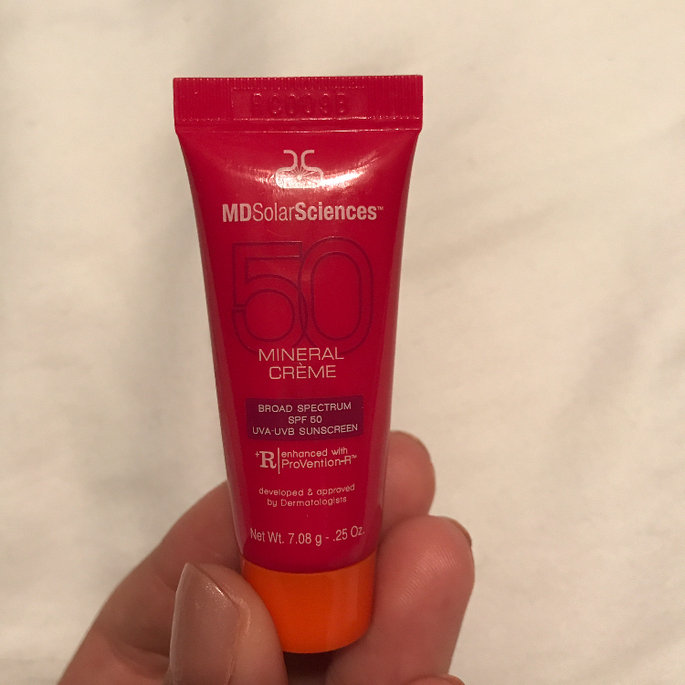 MDSolarSciences™
50
MINERAL
CRÈME
BROAD SPECTRUM
SPF 50
UVA-UVB SUNSCREEN
+R enhanced with
ProVention+R™
developed & approved
by Dermatologists
Net Wt. 7.08 g - .25 Oz.